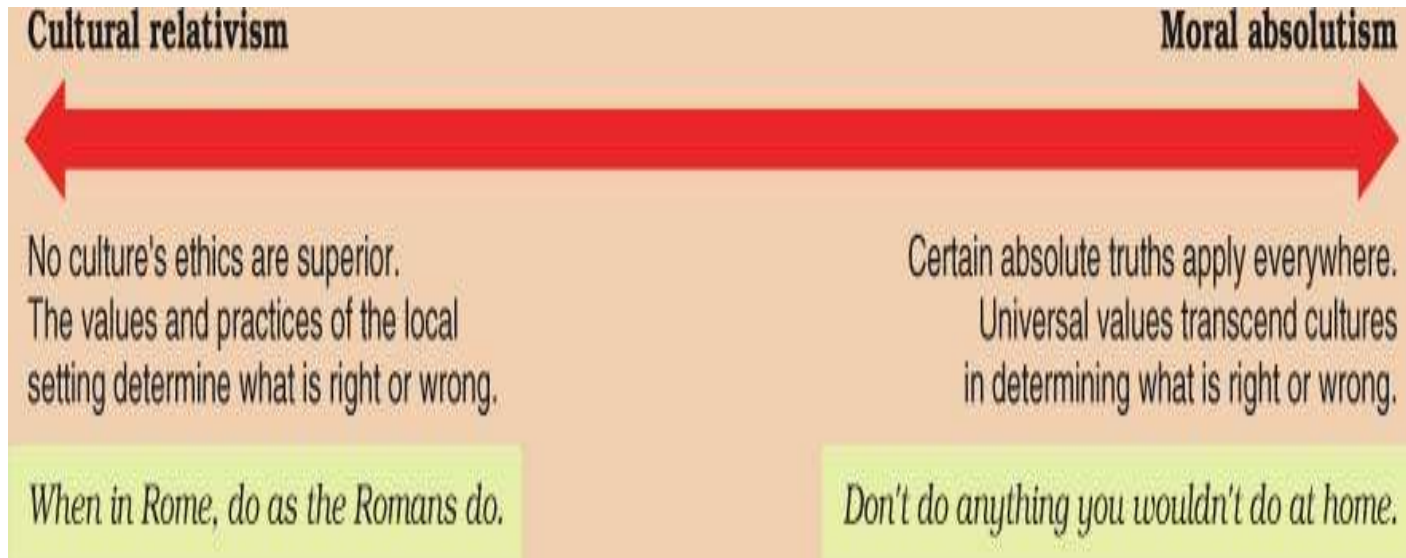 Cultural relativism
Moral absolutism
No culture's ethics are superior.
The values and practices of the local
setting determine what is right or wrong.
Certain absolute truths apply everywhere.
Universal values transcend cultures
in determining what is right or wrong.
When in Rome, do as the Romans do.
Don't do anything you wouldn't do at home.